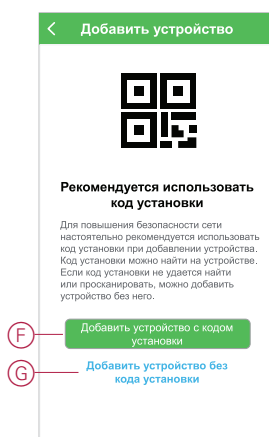 Добавить устройство
Рекомендуется использовать
код установки
Для повышения безопасности сети
настоятельно рекомендуется использовать
код установки при добавлении устройства.
Код установки можно найти на устройстве.
Если код установки не удается найти
или просканировать, можно добавить
устройство без него.
F
Добавить устройство с кодом
установки
G
Добавить устройство без
кода установки